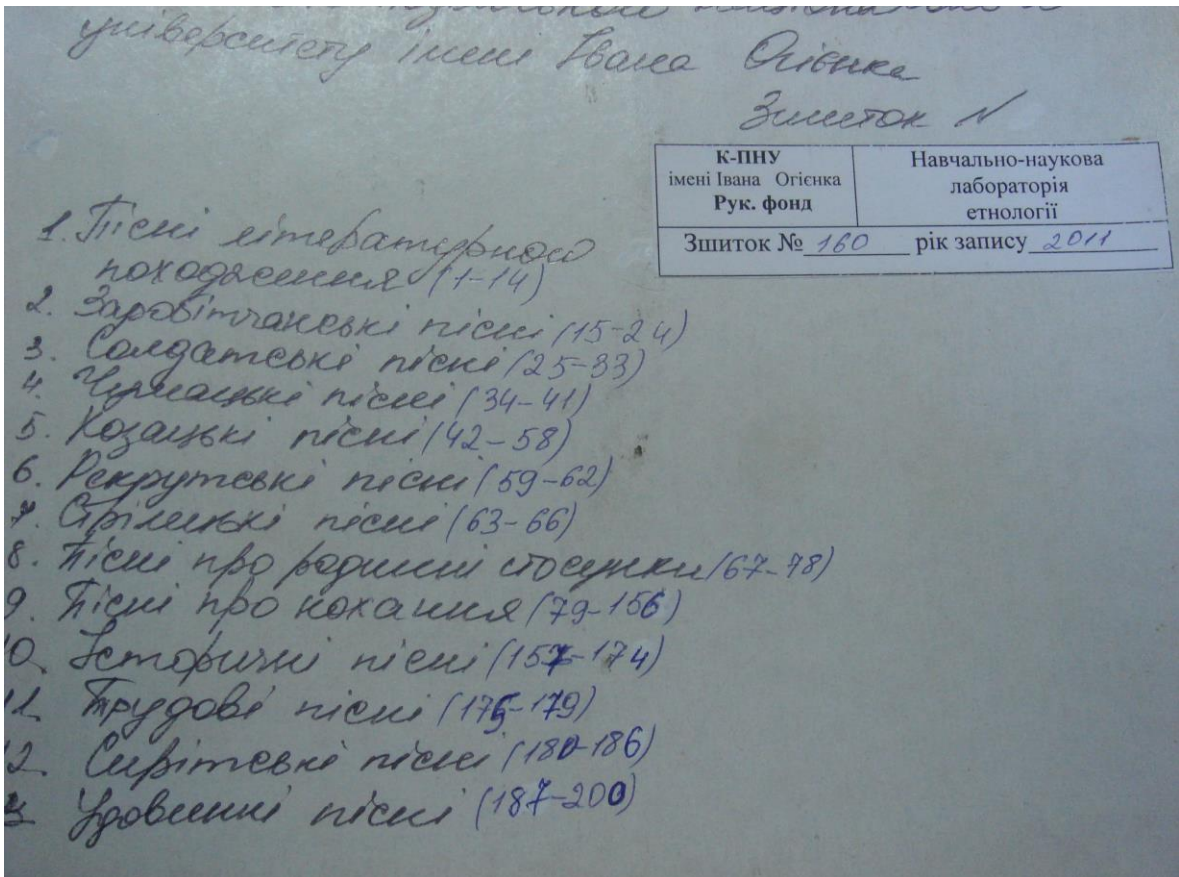 університету імені Івана Огієнка
Зшиток N
К-ПНУ
імені Івана Огієнка
Рук. фонд
Навчально-наукова
лабораторія
етнології
Зшиток № 160 рік запису 2011
1. Пісні літературного
походження (1-14)
2. Заробітчанські пісні (15-24)
3. Солдатські пісні (25-33)
4. Чумацькі пісні (34-41)
5. Козацькі пісні (42-58)
6. Рекрутські пісні (59-62)
7. Стрілецькі пісні (63-66)
8. Пісні про родинні стосунки (67-78)
9. Пісні про кохання (79-156)
10. Історичні пісні (157-174)
11. Трудові пісні (175-179)
12. Сирітські пісні (180-186)
Удовинні пісні (187-200)